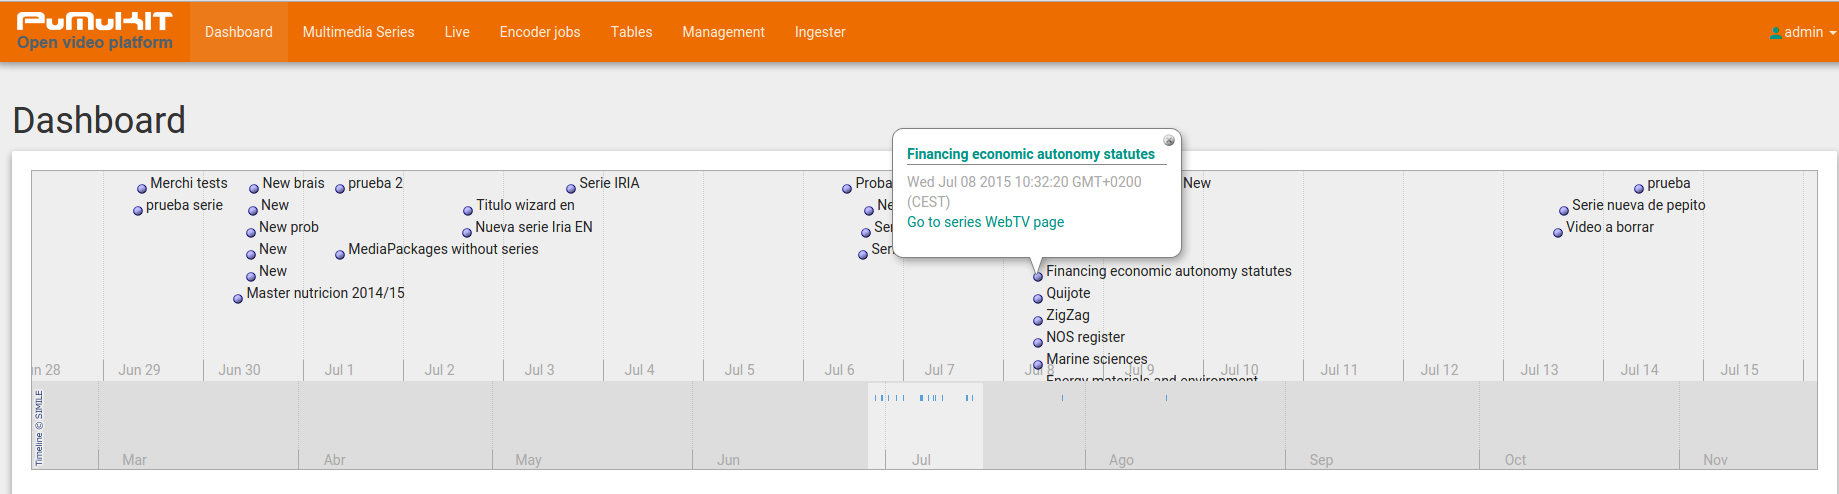 PuMuKIT
Open video platform
Dashboard
Multimedia Series
Live
Encoder jobs
Tables
Management
Ingester
admin
Dashboard
Financing economic autonomy statutes
Wed Jul 08 2015 10:32:20 GMT+0200
(CEST)
Go to series WebTV page
Merchi tests
New brais
prueba 2
Serie IRIA
Proba
New
prueba
prueba serie
New
Titulo wizard en
Ne
Serie nueva de pepito
New prob
Nueva serie Iria EN
Ser
Video a borrar
New
MediaPackages without series
Ser
New
Financing economic autonomy statutes
Master nutricion 2014/15
Quijote
ZigZag
NOS register
Marine sciences
Energy materials and environment
n 28
Jun 29
Jun 30
Jul 1
Jul 2
Jul 3
Jul 4
Jul 5
Jul 6
Jul 7
Jul 8
Jul 9
Jul 10
Jul 11
Jul 12
Jul 13
Jul 14
Jul 15
Timeline © SIMILE
Mar
Abr
May
Jun
Jul
Ago
Sep
Oct
Nov